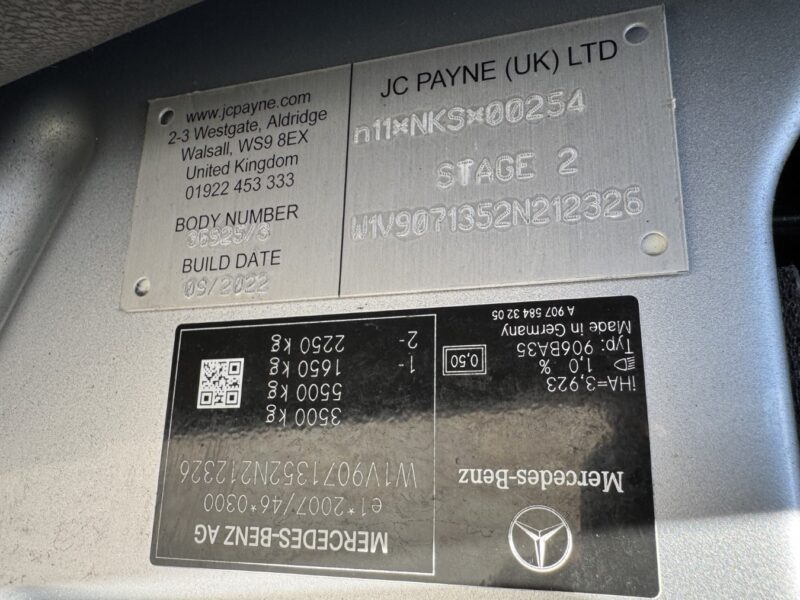 www.jcpayne.com
2-3 Westgate, Aldridge
Walsall, WS9 8EX
United Kingdom
01922 453 333
BODY NUMBER
36925/3
BUILD DATE
09/2022
JC PAYNE (UK) LTD
n11*NKS*00254
STAGE 2
W1V9071352N212326
MERCEDES-BENZ AG
e1*2007/46*0300
W1V9071352N212326
3500 kg
5500 kg
1- 1650 kg
2- 2250 kg
Mercedes-Benz
iHA=3,923
1,0 %
Typ: 906BA35
Made in Germany
A 907 584 32 05
0,50